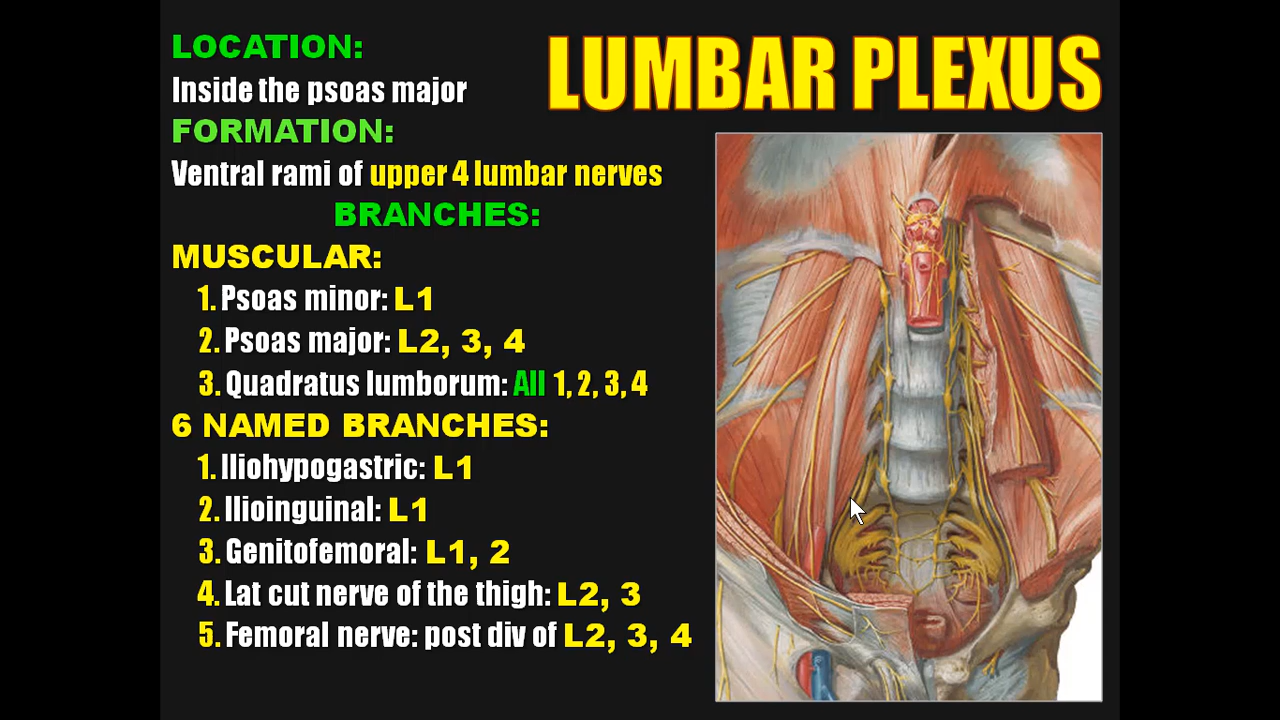 LUMBAR PLEXUS
LOCATION:
Inside the psoas major
FORMATION:
Ventral rami of upper 4 lumbar nerves
BRANCHES:
MUSCULAR:
1. Psoas minor: L1
2. Psoas major: L2, 3, 4
3. Quadratus lumborum: All 1, 2, 3, 4
6 NAMED BRANCHES:
1. Iliohypogastric: L1
2. Ilioinguinal: L1
3. Genitofemoral: L1, 2
4. Lat cut nerve of the thigh: L2, 3
5. Femoral nerve: post div of L2, 3, 4